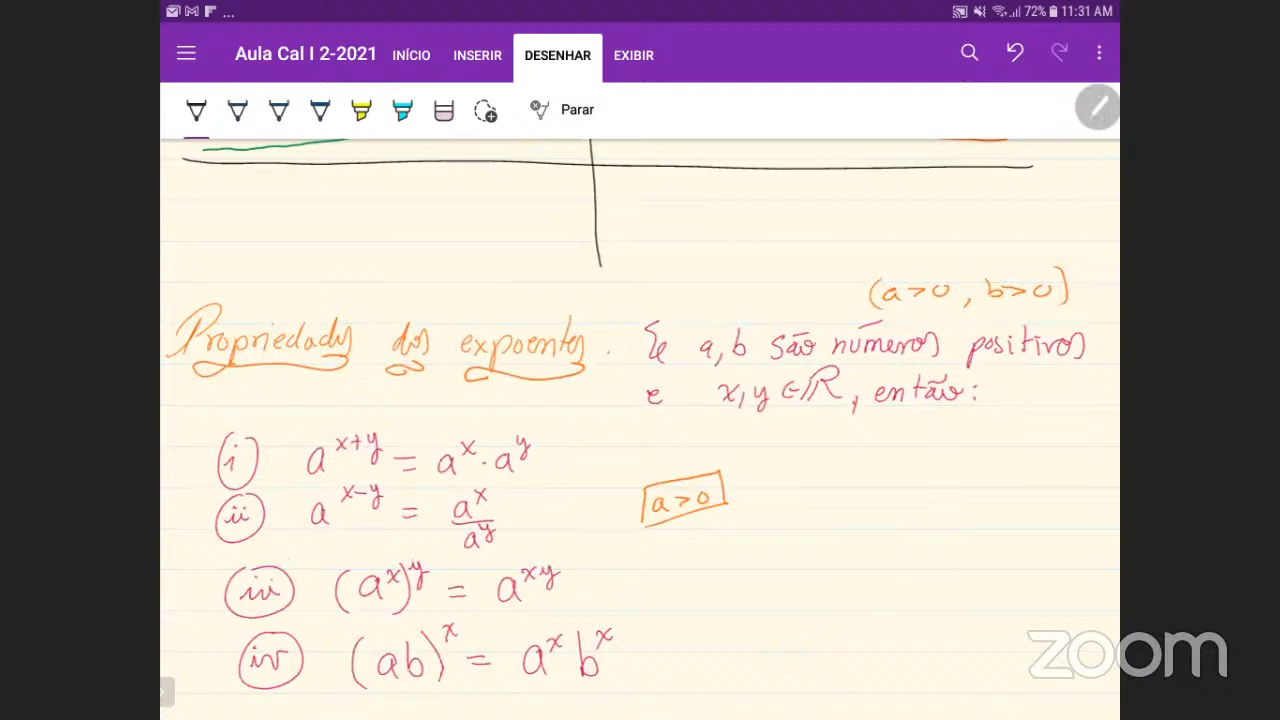 ... 72% 11:31 AM
Aula Cal I 2-2021 INÍCIO INSERIR DESENHAR EXIBIR
Parar
(a>0, b>0)
Propriedades dos expoentes. Se a, b são números positivos
e x, y ∈ ℝ, então:
(i) a^{x+y} = a^x · a^y
(ii) a^{x-y} = a^x / a^y
a>0
(iii) (a^x)^y = a^{xy}
(iv) (ab)^x = a^x b^x
zoom